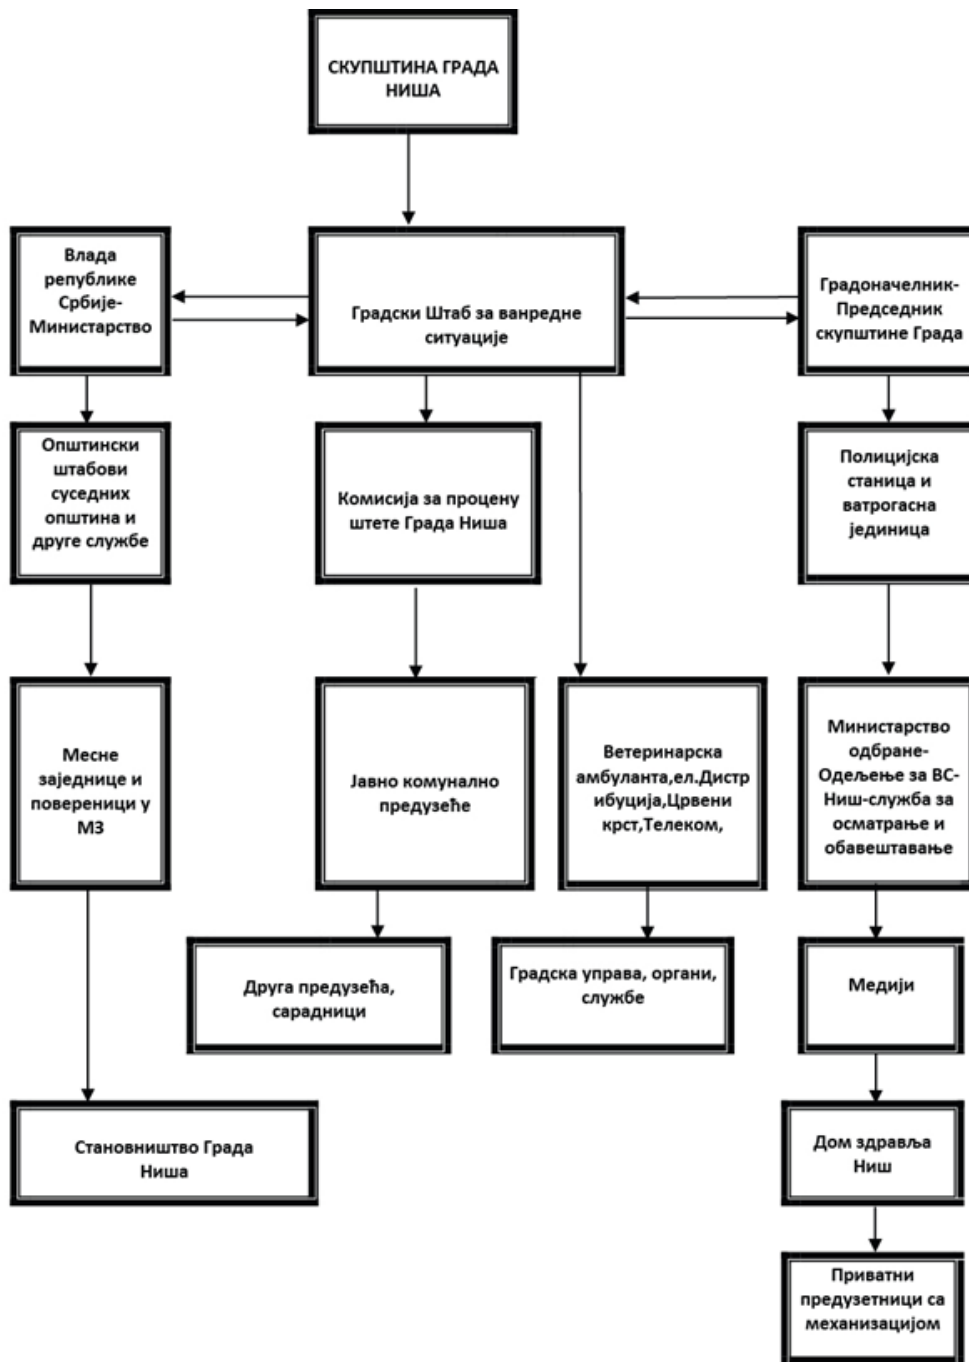 СКУПШТИНА ГРАДА
НИША
Влада
републике
Србије-
Министарство
Градски Штаб за ванредне
ситуације
Градоначелник-
Председник
скупштине Града
Општински
штабови
суседних
општина и
друге службе
Комисија за процену
штете Града Ниша
Полицијска
станица и
ватрогасна
јединица
Месне
заједнице и
повереници у
МЗ
Јавно комунално
предузеће
Ветеринарска
амбуланта,ел.Дистр
ибуција,Црвени
крст,Телеком,
Министарство
одбране-
Одељење за ВС-
Ниш-служба за
осматрање и
обавештавање
Друга предузећа,
сарадници
Градска управа, органи,
службе
Медији
Становништво Града
Ниша
Дом здравља
Ниш
Приватни
предузетници са
механизацијом